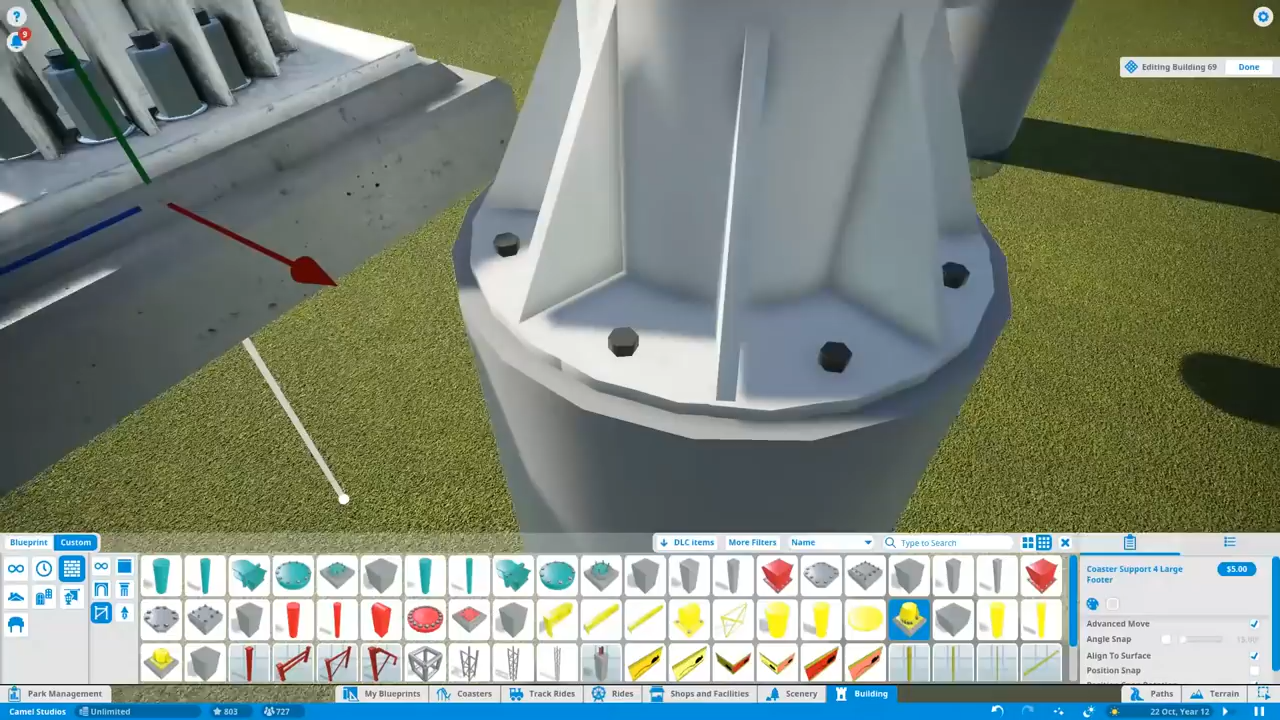 ?
9
Editing Building 69 Done
Blueprint Custom
DLC items More Filters Name Type to Search
Coaster Support 4 Large Footer $5.00
Advanced Move
Angle Snap
Align To Surface
Position Snap
Park Management My Blueprints Coasters Track Rides Rides Shops and Facilities Scenery Building Paths Terrain
Camel Studios Unlimited 803 727 22 Oct, Year 12